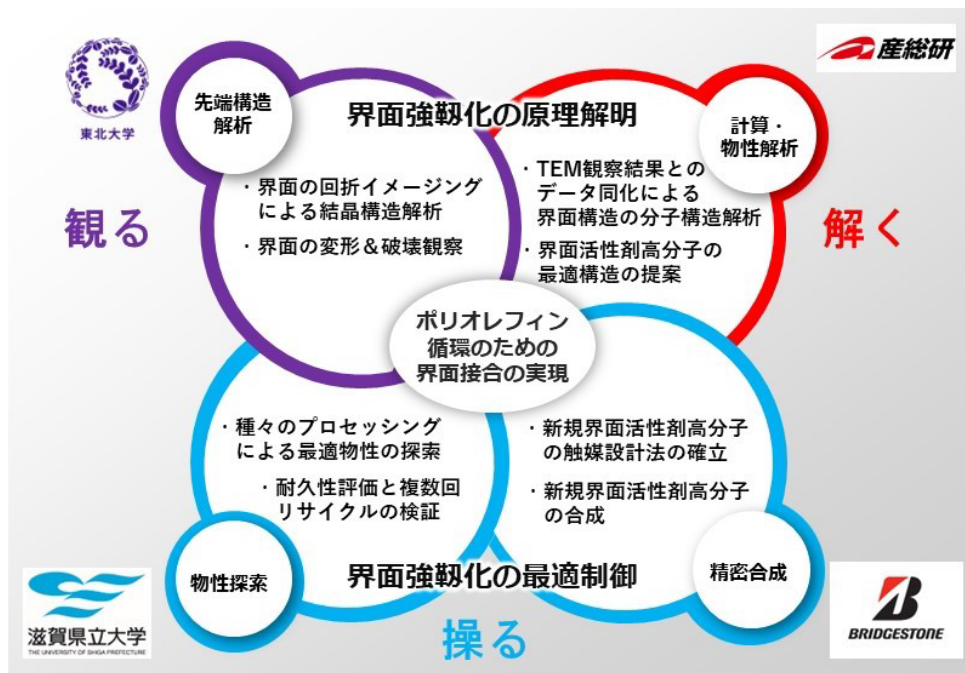 東北大学
産総研
先端構造
解析
界面強靱化の原理解明
計算・
物性解析
観る
・界面の回折イメージング
による結晶構造解析
・界面の変形＆破壊観察
・TEM観察結果との
データ同化による
界面構造の分子構造解析
・界面活性剤高分子の
最適構造の提案
解く
ポリオレフィン
循環のための
界面接合の実現
・種々のプロセッシング
による最適物性の探索
・耐久性評価と複数回
リサイクルの検証
・新規界面活性剤高分子
の触媒設計法の確立
・新規界面活性剤高分子
の合成
物性探索
界面強靱化の最適制御
精密合成
操る
滋賀県立大学
THE UNIVERSITY OF SHIGA PREFECTURE
BRIDGESTONE